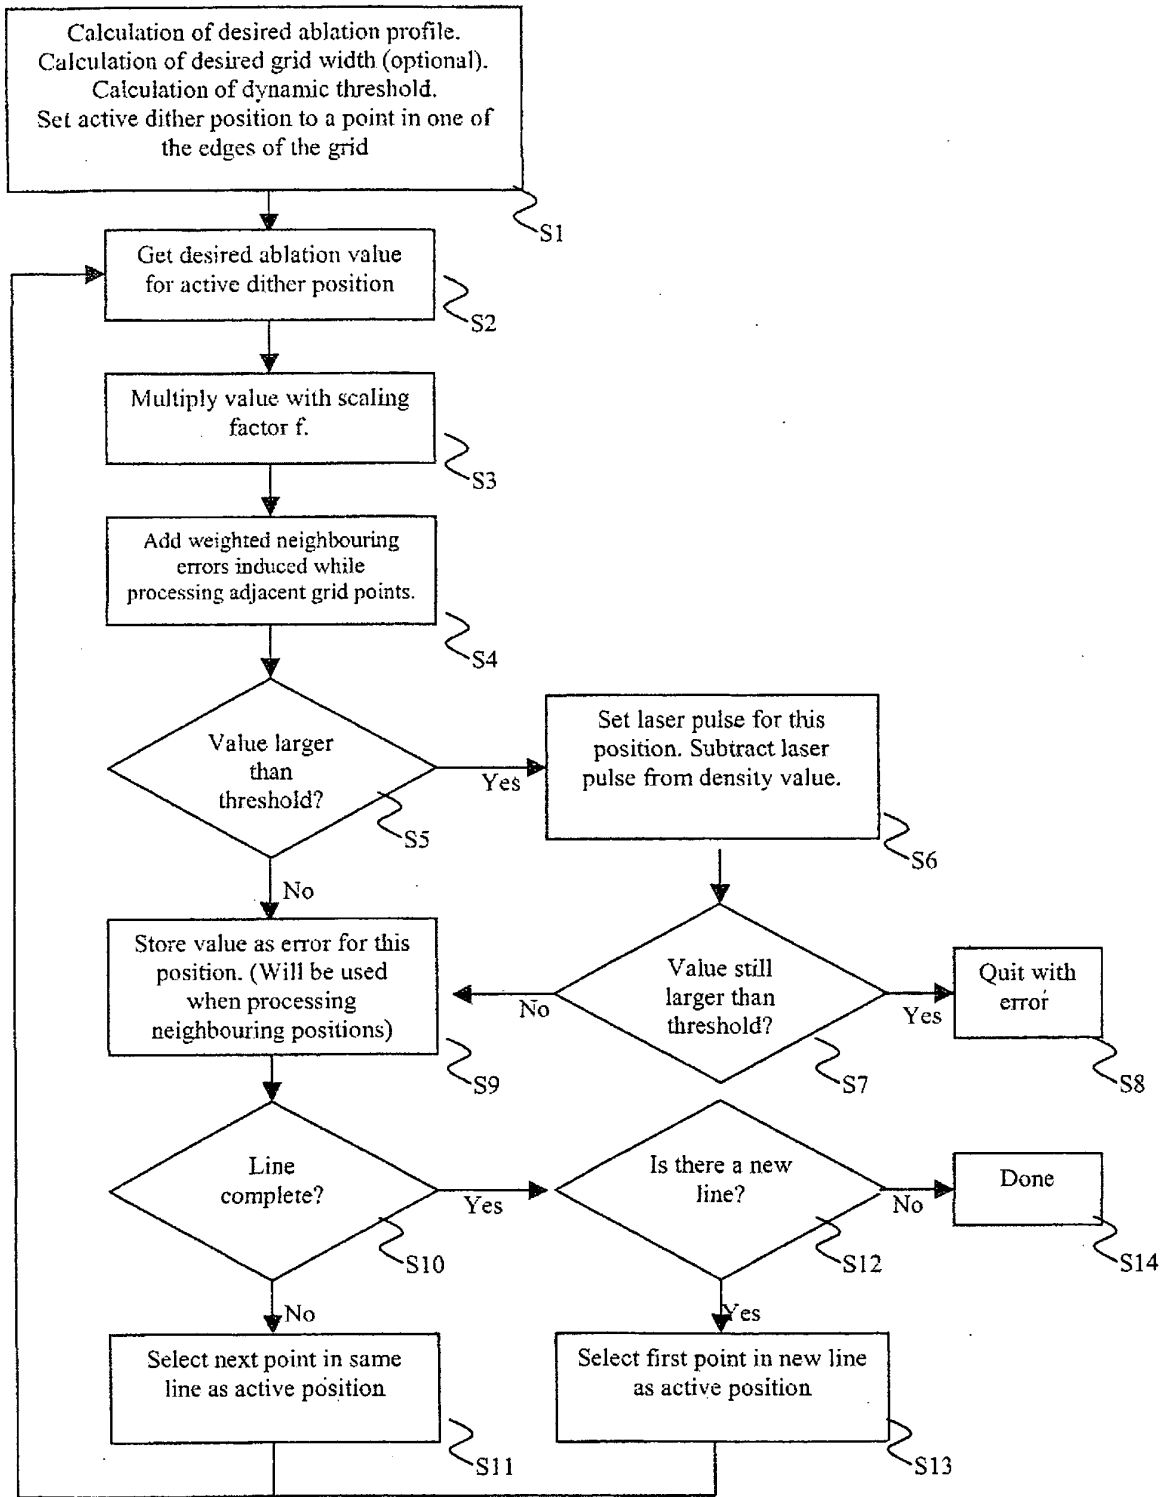 Calculation of desired ablation profile.
Calculation of desired grid width (optional).
Calculation of dynamic threshold.
Set active dither position to a point in one of
the edges of the grid
S1
Get desired ablation value
for active dither position
S2
Multiply value with scaling
factor f.
S3
Add weighted neighbouring
errors induced while
processing adjacent grid points.
S4
Value larger
than
threshold?
S5
Yes
No
Set laser pulse for this
position. Subtract laser
pulse from density value.
S6
Value still
larger than
threshold?
S7
No
Yes
Quit with
error
S8
Store value as error for this
position. (Will be used
when processing
neighbouring positions)
S9
Line
complete?
S10
Yes
No
Is there a new
line?
S12
No
Yes
Done
S14
Select next point in same
line as active position
S11
Select first point in new line
as active position
S13